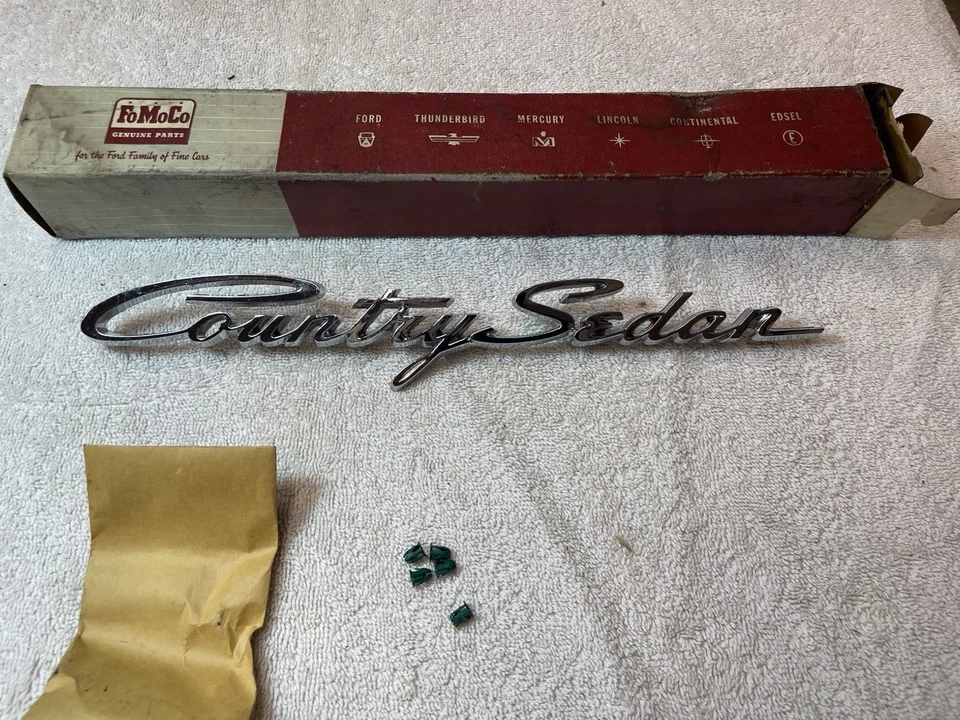 FoMoCo
GENUINE PARTS
for the Ford Family of Fine Cars
FORD THUNDERBIRD MERCURY LINCOLN CONTINENTAL EDSEL
M E
Country Sedan